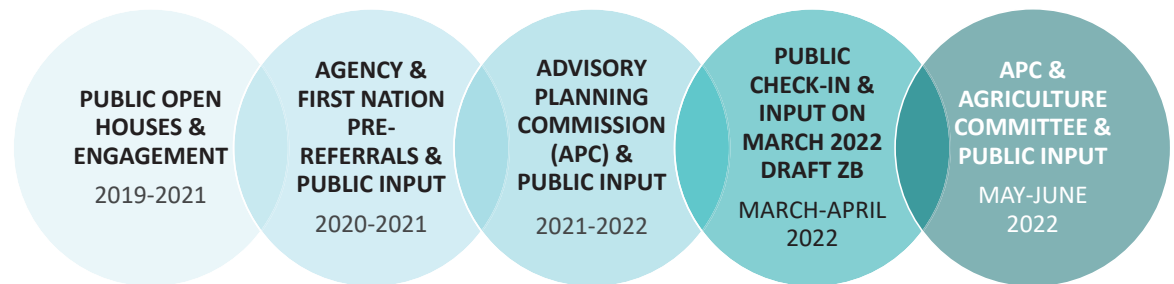 PUBLIC OPEN
HOUSES &
ENGAGEMENT
2019-2021
AGENCY &
FIRST NATION
PRE-
REFERRALS &
PUBLIC INPUT
2020-2021
ADVISORY
PLANNING
COMMISSION
(APC) &
PUBLIC INPUT
2021-2022
PUBLIC
CHECK-IN &
INPUT ON
MARCH 2022
DRAFT ZB
MARCH-APRIL
2022
APC &
AGRICULTURE
COMMITTEE &
PUBLIC INPUT
MAY-JUNE
2022